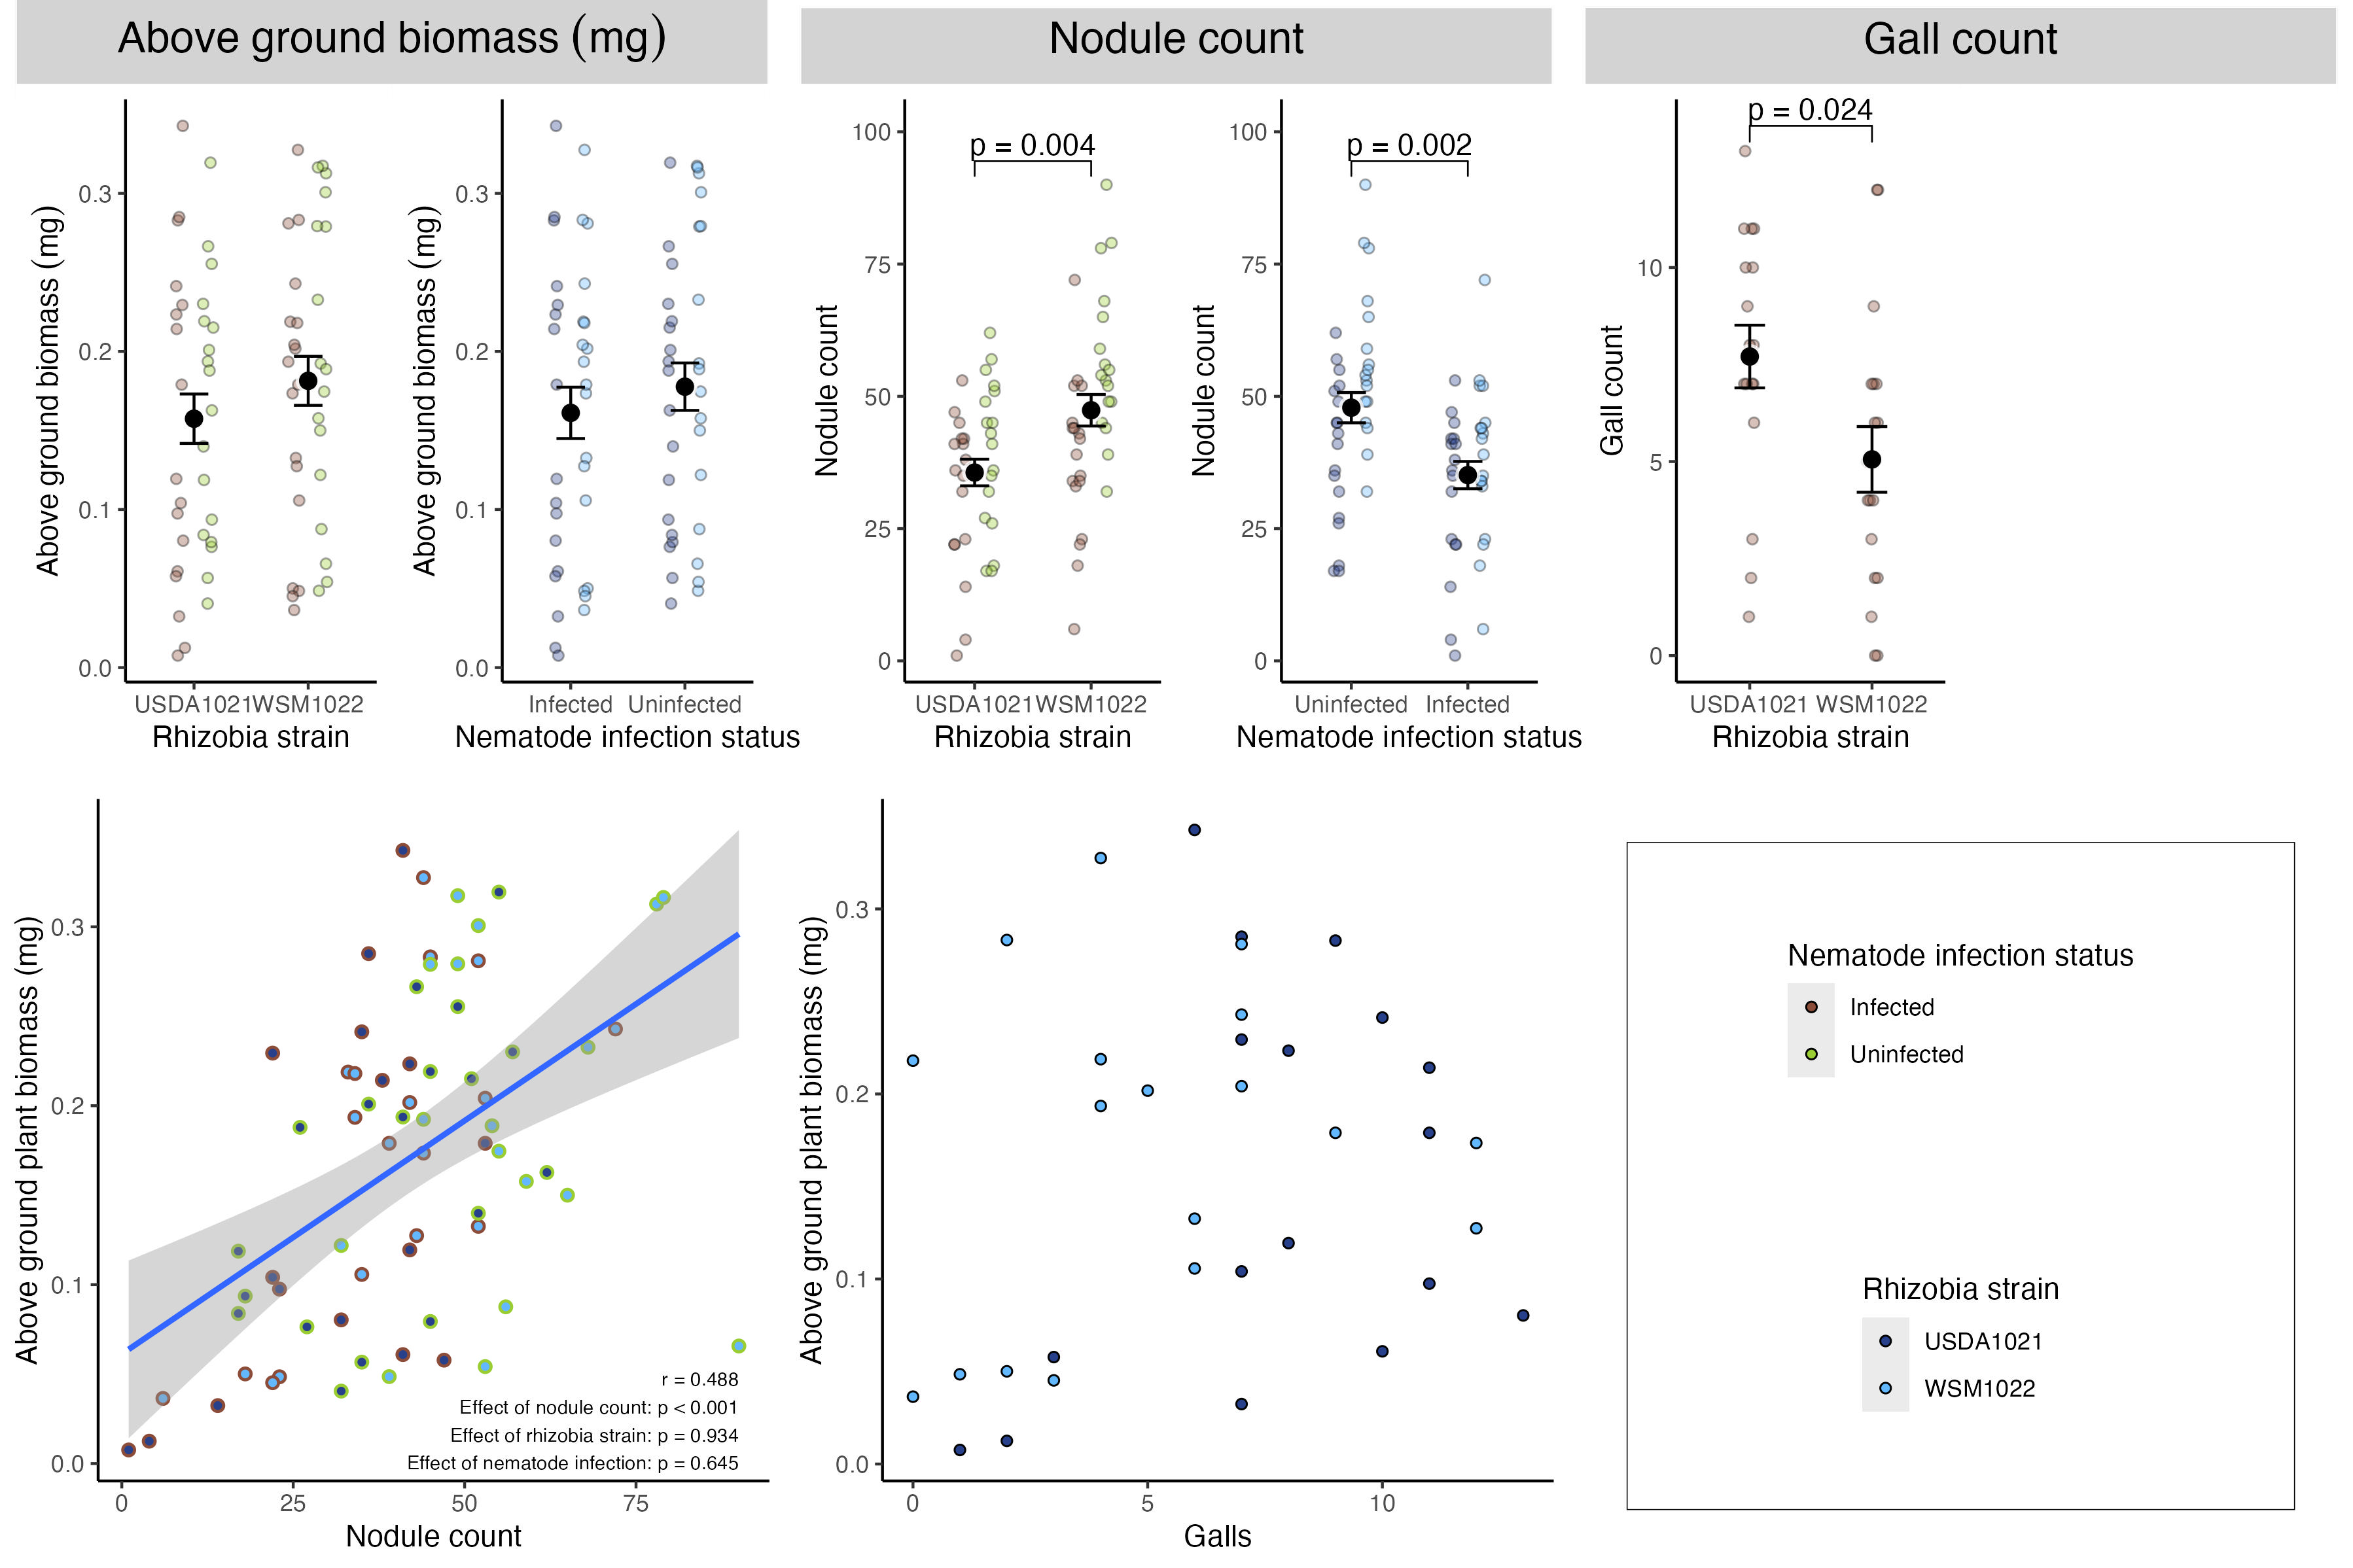 Above ground biomass (mg)
Nodule count
Gall count
Above ground biomass (mg)
0.3
0.2
0.1
0.0
USDA1021 WSM1022
Rhizobia strain
Above ground biomass (mg)
0.3
0.2
0.1
0.0
Infected Uninfected
Nematode infection status
Nodule count
100
75
50
25
0
p = 0.004
USDA1021 WSM1022
Rhizobia strain
Nodule count
100
75
50
25
0
p = 0.002
Uninfected Infected
Nematode infection status
Gall count
10
5
0
p = 0.024
USDA1021 WSM1022
Rhizobia strain
Above ground plant biomass (mg)
0.3
0.2
0.1
0.0
r = 0.488
Effect of nodule count: p < 0.001
Effect of rhizobia strain: p = 0.934
Effect of nematode infection: p = 0.645
0 25 50 75
Nodule count
Above ground plant biomass (mg)
0.3
0.2
0.1
0.0
0 5 10
Galls
Nematode infection status
Infected
Uninfected
Rhizobia strain
USDA1021
WSM1022